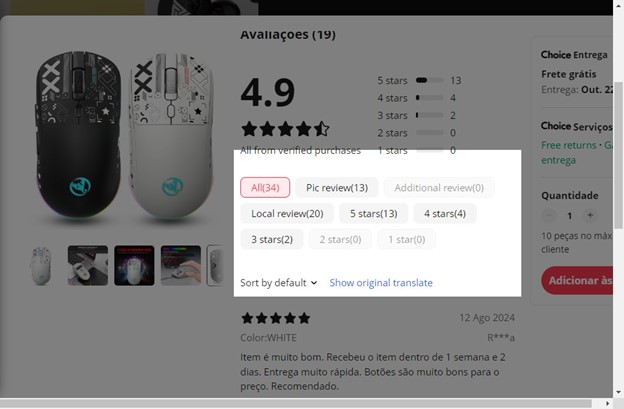 Avaliações (19)
4.9
All from verified purchases
5 stars 13
4 stars 4
3 stars 2
2 stars 0
1 stars 0
All(34) Pic review(13) Additional review(0)
Local review(20) 5 stars(13) 4 stars(4)
3 stars(2) 2 stars(0) 1 star(0)
Sort by default Show original translate
12 Ago 2024
Color:WHITE R***a
Item é muito bom. Recebeu o item dentro de 1 semana e 2
dias. Entrega muito rápida. Botões são muito bons para o
preço. Recomendado.
Choice Entrega
Frete grátis
Entrega: Out. 22
Choice Serviços
Free returns ·
entrega
Quantidade
1
10 peças no máx
cliente
Adicionar às